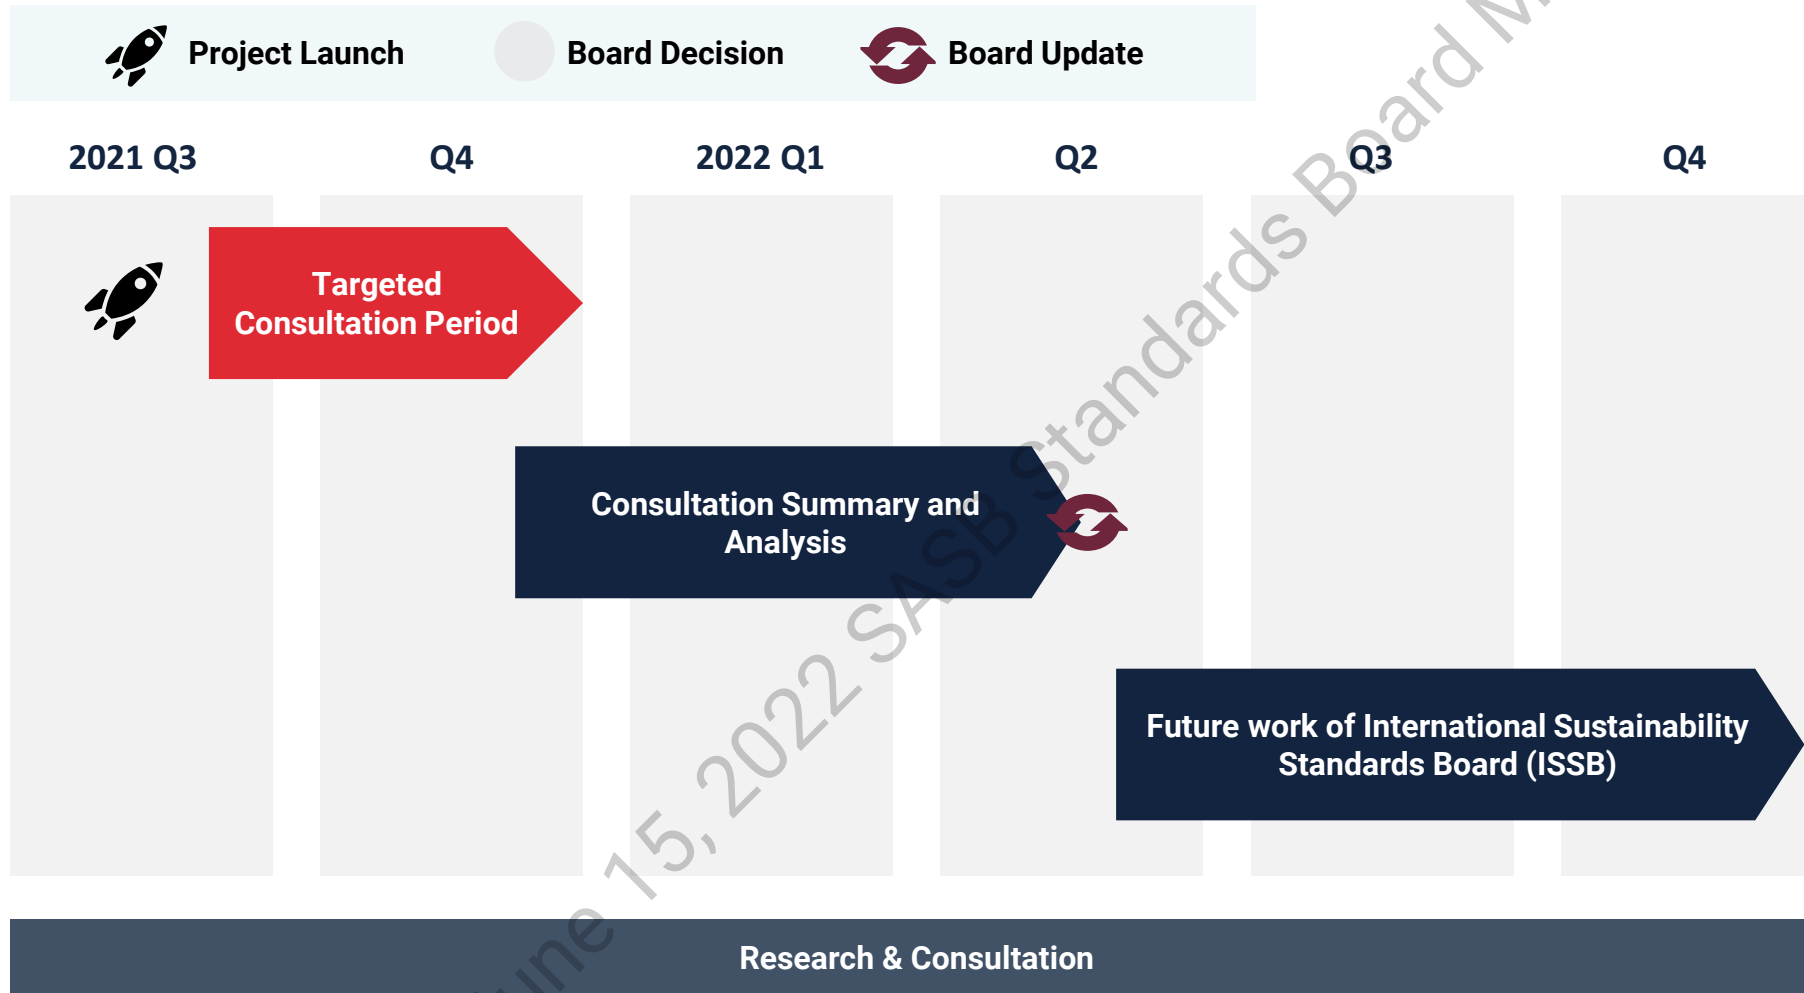 Project Launch
Board Decision
Board Update
2021 Q3
Q4
2022 Q1
Q2
Q3
Q4
Targeted
Consultation Period
Consultation Summary and
Analysis
Future work of International Sustainability
Standards Board (ISSB)
Research & Consultation
15, 2022 SASB Standards Board